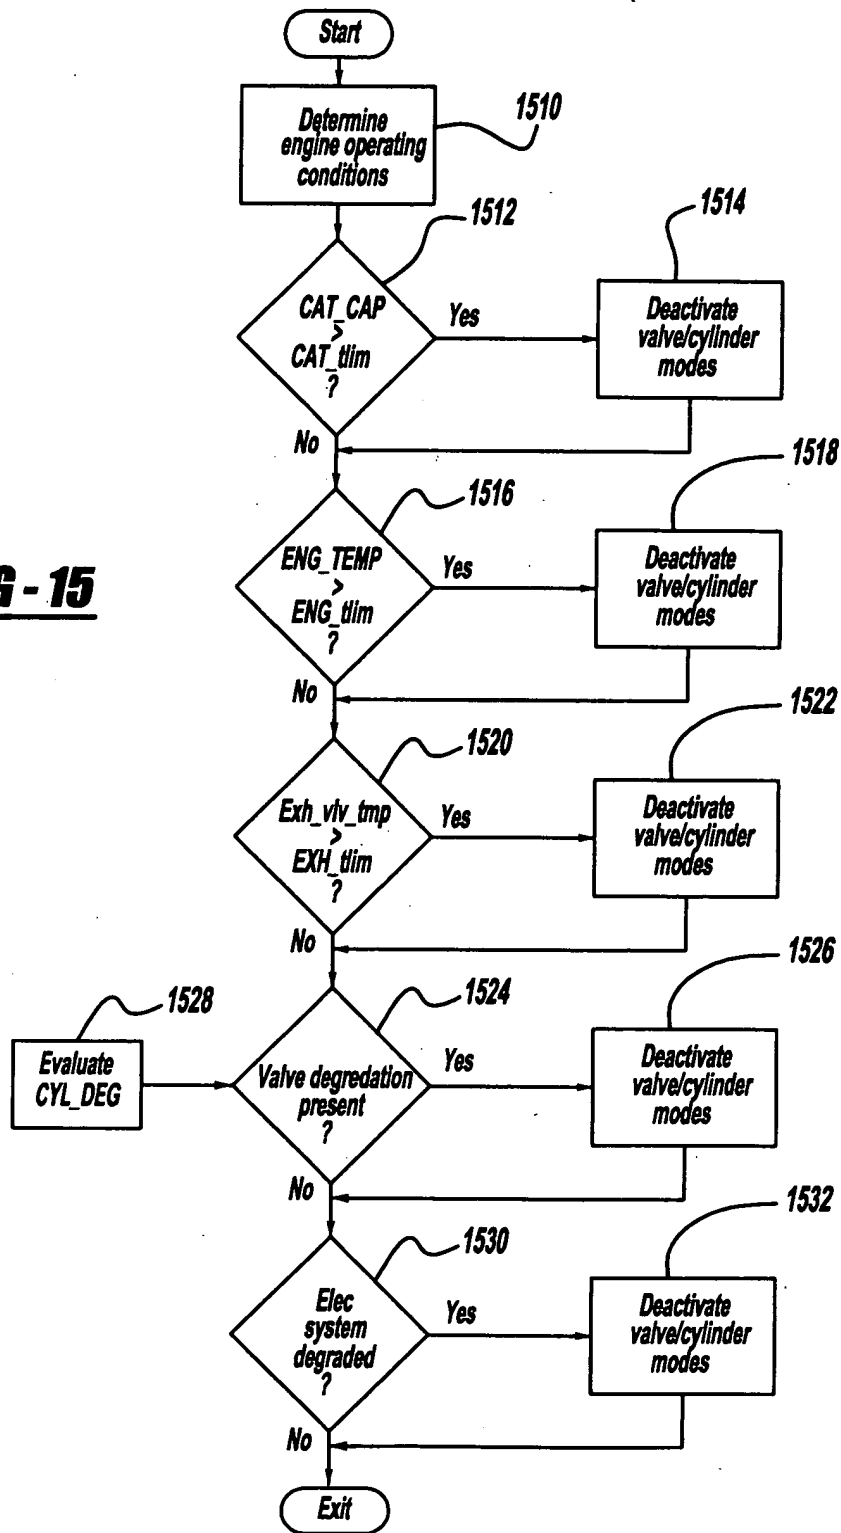 Start
Determine
engine operating
conditions
1510
1512
CAT_CAP
>
CAT_tlim
?
Yes
No
1514
Deactivate
valve/cylinder
modes
1516
ENG_TEMP
>
ENG_tlim
?
Yes
No
1518
Deactivate
valve/cylinder
modes
G - 15
1520
Exh_vlv_tmp
>
EXH_tlim
?
Yes
No
1522
Deactivate
valve/cylinder
modes
1528
Evaluate
CYL_DEG
1524
Valve degredation
present
?
Yes
No
1526
Deactivate
valve/cylinder
modes
1530
Elec
system
degraded
?
Yes
No
1532
Deactivate
valve/cylinder
modes
Exit